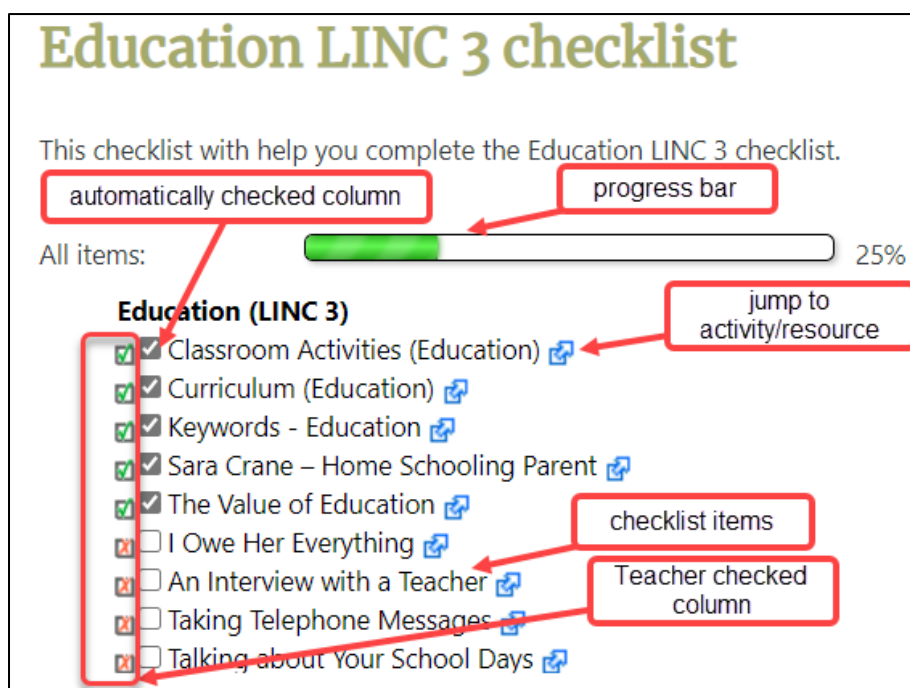 Education LINC 3 checklist
This checklist with help you complete the Education LINC 3 checklist.
automatically checked column
progress bar
All items:
25%
jump to
activity/resource
Education (LINC 3)
Classroom Activities (Education)
Curriculum (Education)
Keywords - Education
Sara Crane – Home Schooling Parent
The Value of Education
checklist items
I Owe Her Everything
An Interview with a Teacher
Teacher checked
column
Taking Telephone Messages
Talking about Your School Days